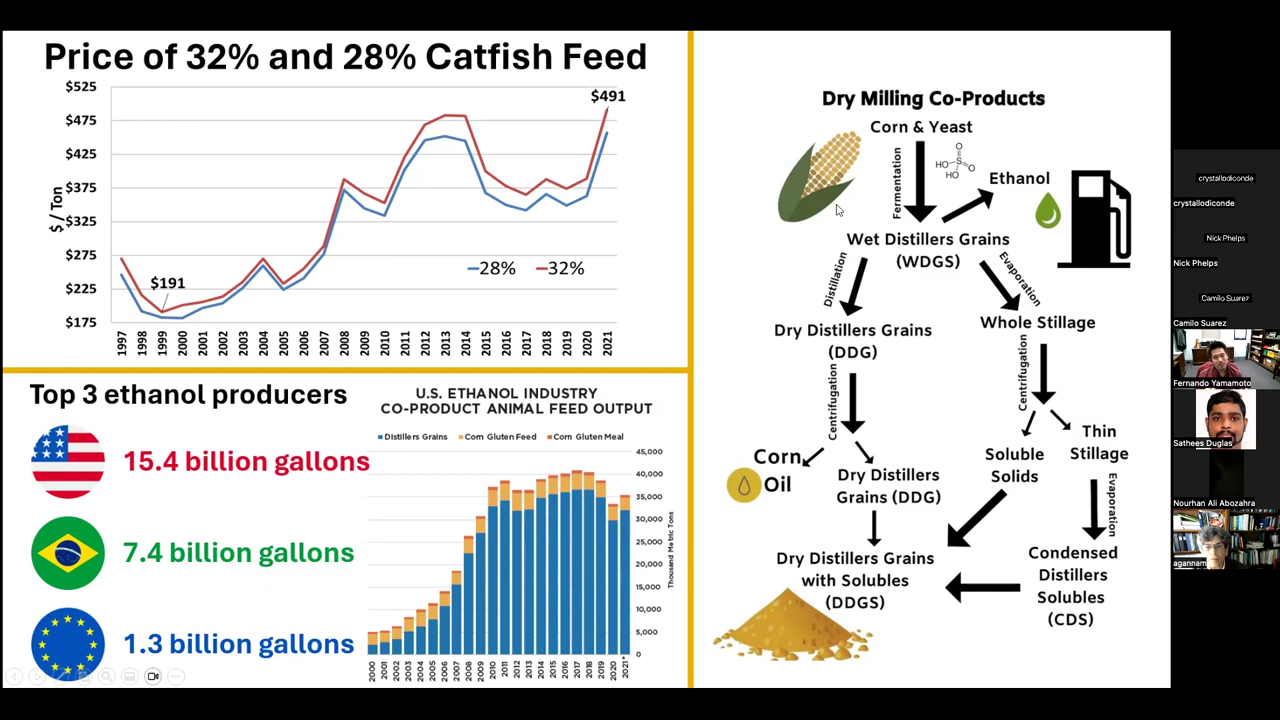 Price of 32% and 28% Catfish Feed
$525
$475
$425
$375
$325
$275
$225
$175
$ / Ton
$191
$491
28%
32%
1997
1998
1999
2000
2001
2002
2003
2004
2005
2006
2007
2008
2009
2010
2011
2012
2013
2014
2015
2016
2017
2018
2019
2020
2021
Top 3 ethanol producers
15.4 billion gallons
7.4 billion gallons
1.3 billion gallons
U.S. ETHANOL INDUSTRY
CO-PRODUCT ANIMAL FEED OUTPUT
Distillers Grains
Corn Gluten Feed
Corn Gluten Meal
45,000
40,000
35,000
30,000
25,000
20,000
15,000
10,000
5,000
0
Thousand Metric Tons
2000
2001
2002
2003
2004
2005
2006
2007
2008
2009
2010
2011
2012
2013
2014
2015
2016
2017
2018
2019
2020
2021*
Dry Milling Co-Products
Corn & Yeast
Fermentation
HO
HO
S
O
O
Ethanol
Wet Distillers Grains
(WDGS)
Distillation
Evaporation
Dry Distillers Grains
(DDG)
Whole Stillage
Centrifugation
Centrifugation
Corn
Oil
Dry Distillers
Grains (DDG)
Soluble
Solids
Thin
Stillage
Evaporation
Dry Distillers Grains
with Solubles
(DDGS)
Condensed
Distillers
Solubles
(CDS)
crystallodiconde
crystallodiconde
Nick Phelps
Nick Phelps
Camilo Suarez
Camilo Suarez
Fernando Yamamoto
Sathees Duglas
Nourhan Ali Abozahra
agannam